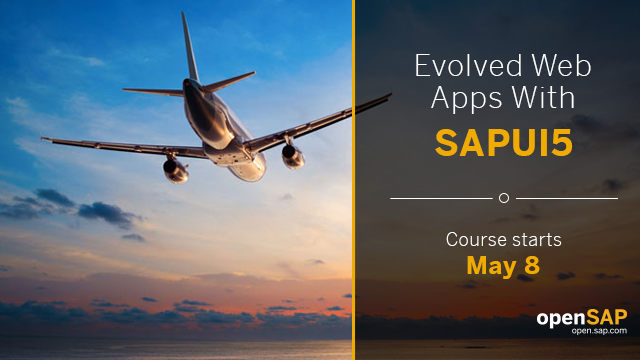 Evolved Web
Apps With
SAPUI5
Course starts
May 8
openSAP
open.sap.com